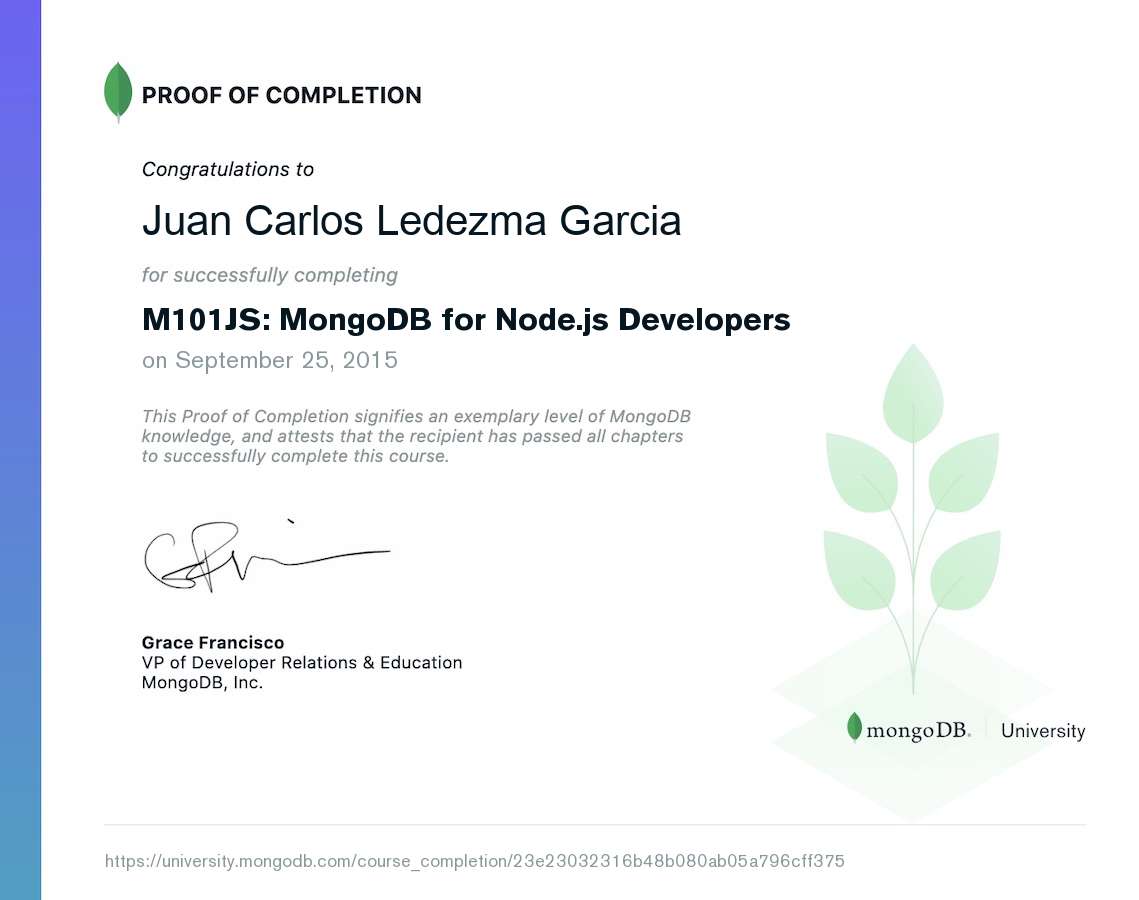 PROOF OF COMPLETION
Congratulations to
Juan Carlos Ledezma Garcia
for successfully completing
M101JS: MongoDB for Node.js Developers
on September 25, 2015
This Proof of Completion signifies an exemplary level of MongoDB
knowledge, and attests that the recipient has passed all chapters
to successfully complete this course.
Grace Francisco
VP of Developer Relations & Education
MongoDB, Inc.
mongoDB. University
https://university.mongodb.com/course_completion/23e23032316b48b080ab05a796cff375